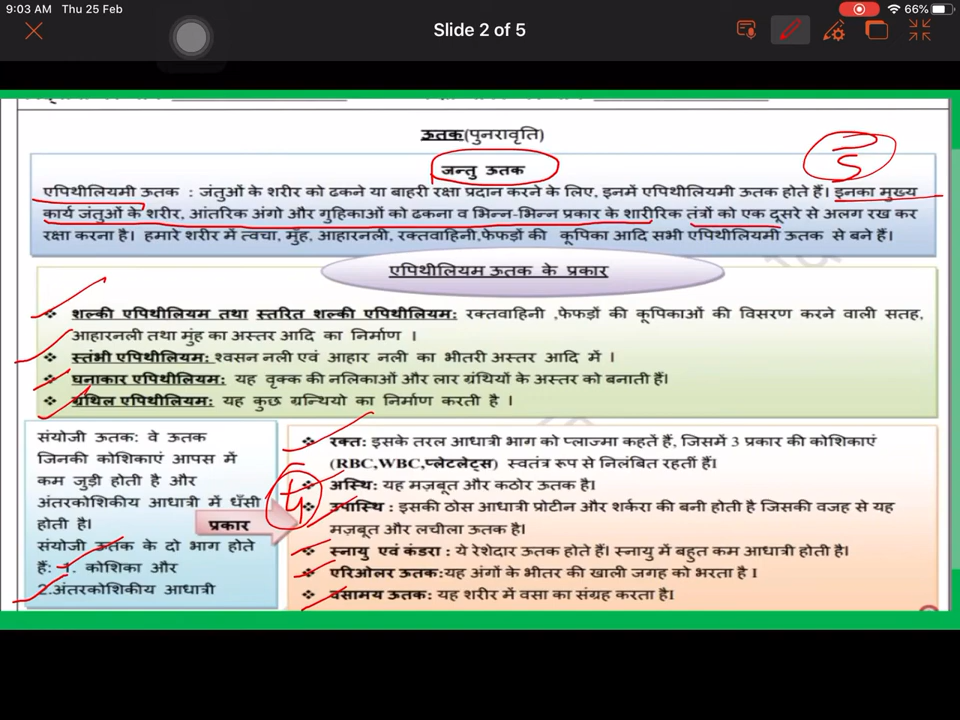 9:03 AM Thu 25 Feb
66%
Slide 2 of 5
ऊतक(पुनरावृति)
जन्तु ऊतक
5
एपिथीलियमी ऊतक : जंतुओं के शरीर को ढकने या बाहरी रक्षा प्रदान करने के लिए, इनमें एपिथीलियमी ऊतक होते हैं। इनका मुख्य
कार्य जंतुओं के शरीर, आंतरिक अंगो और गुहिकाओं को ढकना व भिन्न-भिन्न प्रकार के शारीरिक तंत्रों को एक दूसरे से अलग रख कर
रक्षा करना है। हमारे शरीर में त्वचा, मुँह, आहारनली, रक्तवाहिनी,फेफड़ों की कूपिका आदि सभी एपिथीलियमी ऊतक से बने हैं।
एपिथीलियम ऊतक के प्रकार
❖ शल्की एपिथीलियम तथा स्तरित शल्की एपिथीलियम: रक्तवाहिनी ,फेफड़ों की कूपिकाओं की विसरण करने वाली सतह,
आहारनली तथा मुंह का अस्तर आदि का निर्माण ।
❖ स्तंभी एपिथीलियम: श्वसन नली एवं आहार नली का भीतरी अस्तर आदि में ।
❖ घनाकार एपिथीलियम: यह वृक्क की नलिकाओं और लार ग्रंथियों के अस्तर को बनाती हैं।
❖ ग्रंथिल एपिथीलियम: यह कुछ ग्रन्थियो का निर्माण करती है ।
संयोजी ऊतक: वे ऊतक
जिनकी कोशिकाएं आपस में
कम जुड़ी होती है और
अंतरकोशिकीय आधात्री में धँसी
होती है।
संयोजी ऊतक के दो भाग होते
हैं: 1. कोशिका और
2.अंतरकोशिकीय आधात्री
प्रकार
❖ रक्त: इसके तरल आधात्री भाग को प्लाज्मा कहतें हैं, जिसमें 3 प्रकार की कोशिकाएं
(RBC,WBC,प्लेटलेट्स) स्वतंत्र रूप से निलंबित रहतीं हैं।
❖ अस्थि: यह मज़बूत और कठोर ऊतक है।
❖ उपास्थि: इसकी ठोस आधात्री प्रोटीन और शर्करा की बनी होती है जिसकी वजह से यह
मज़बूत और लचीला ऊतक है।
❖ स्नायु एवं कंडरा : ये रेशेदार ऊतक होते हैं। स्नायु में बहुत कम आधात्री होती है।
❖ एरिओलर ऊतक:यह अंगों के भीतर की खाली जगह को भरता है I
❖ वसामय ऊतक: यह शरीर में वसा का संग्रह करता है।